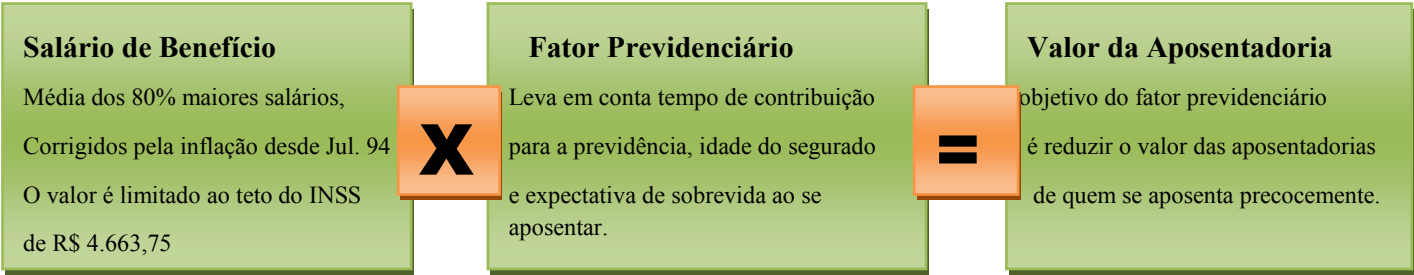 Salário de Benefício
Média dos 80% maiores salários,
Corrigidos pela inflação desde Jul. 94
O valor é limitado ao teto do INSS
de R$ 4.663,75
X
Fator Previdenciário
Leva em conta tempo de contribuição
para a previdência, idade do segurado
e expectativa de sobrevida ao se
aposentar.
=
Valor da Aposentadoria
objetivo do fator previdenciário
é reduzir o valor das aposentadorias
de quem se aposenta precocemente.